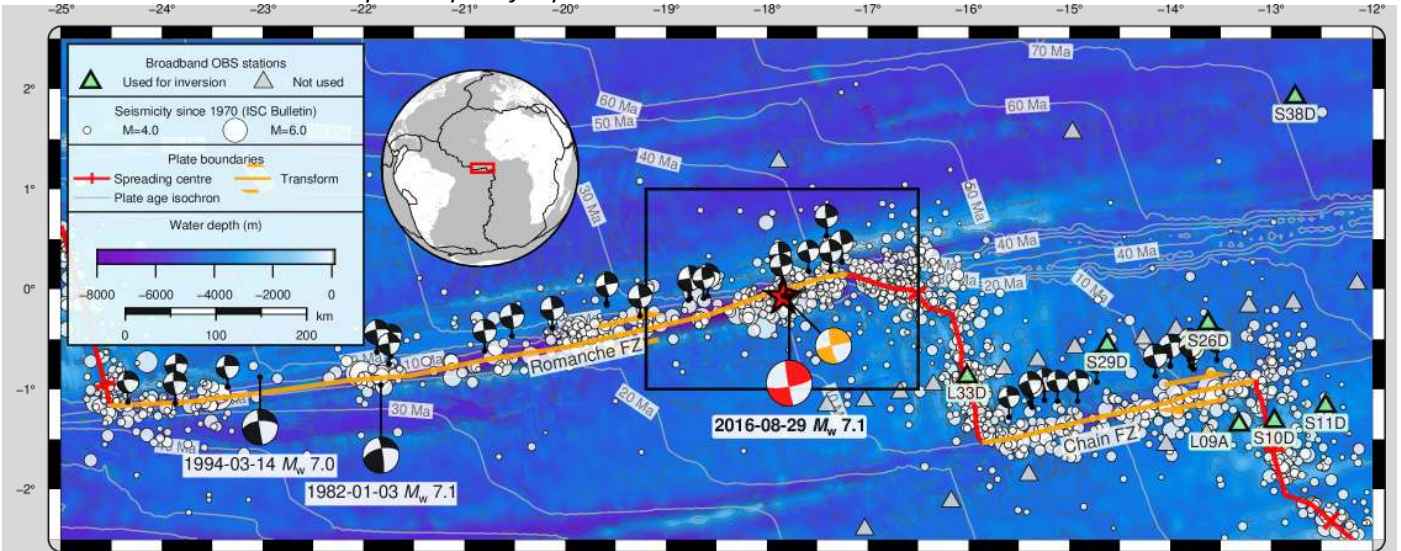 −25° −24° −23° −22° −21° −20° −19° −18° −17° −16° −15° −14° −13° −12°
2°
1°
0°
−1°
−2°
Broadband OBS stations
Used for inversion Not used
Seismicity since 1970 (ISC Bulletin)
M=4.0 M=6.0
Plate boundaries
Spreading centre Transform
Plate age isochron
Water depth (m)
−8000 −6000 −4000 −2000 0
0 100 200 km
70 Ma
60 Ma
60 Ma
50 Ma
40 Ma
30 Ma
50 Ma
40 Ma
40 Ma
20 Ma
10 Ma
S38D
S26D
S29D
L33D
S11D
S10D
L09A
Romanche FZ
Chain FZ
10 Ma
20 Ma
30 Ma
2016-08-29 Mw 7.1
1994-03-14 Mw 7.0
1982-01-03 Mw 7.1